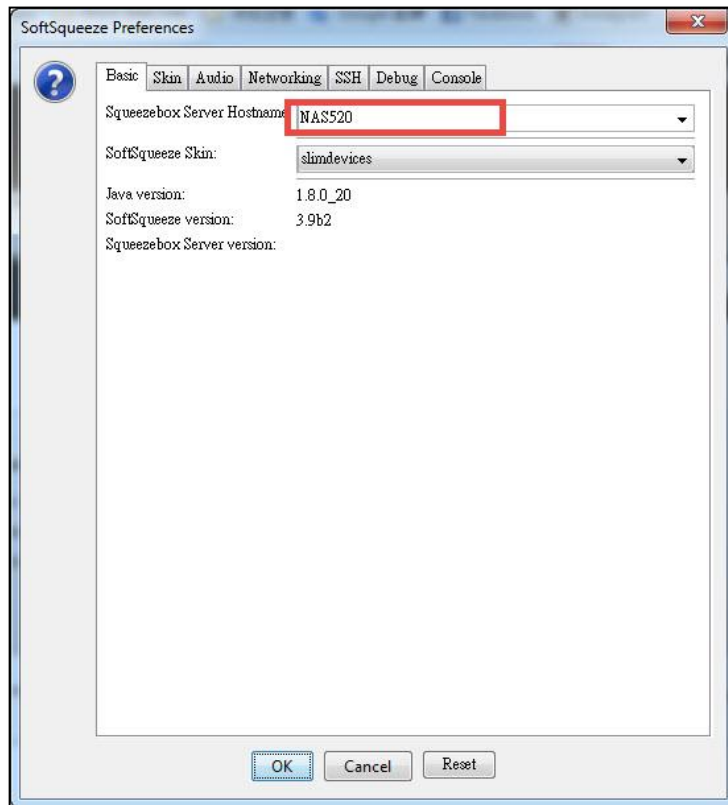 SoftSqueeze Preferences
Basic Skin Audio Networking SSH Debug Console
Squeezebox Server Hostname NAS520
SoftSqueeze Skin: slimdevices
Java version: 1.8.0_20
SoftSqueeze version: 3.9b2
Squeezebox Server version:
OK Cancel Reset